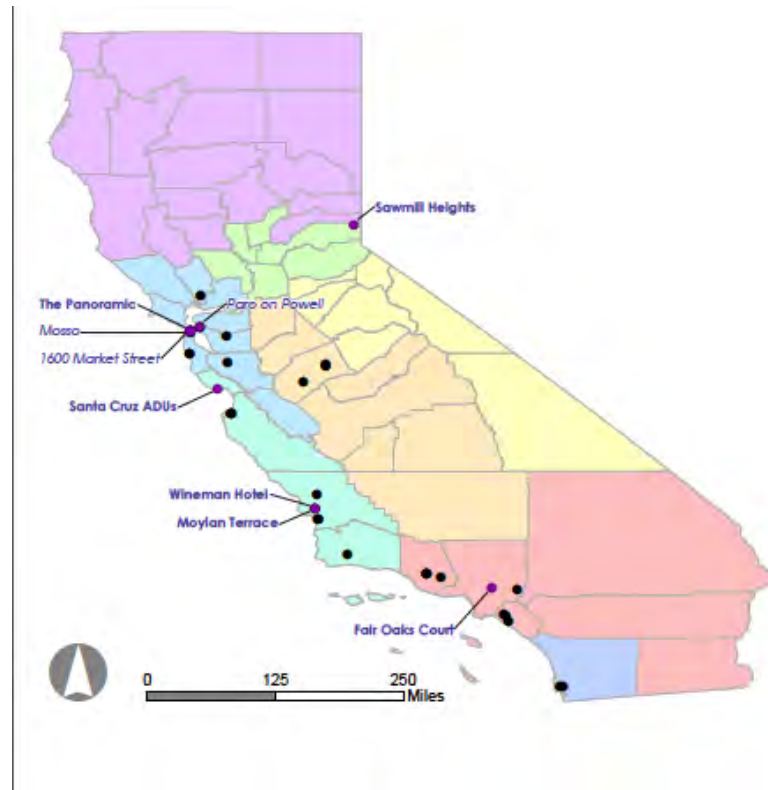 Sawmill Heights
The Panoramic
Paro on Powell
Mosso
1600 Market Street
Santa Cruz ADUs
Wineman Hotel
Moylan Terrace
Fair Oaks Court
0 125 250
Miles